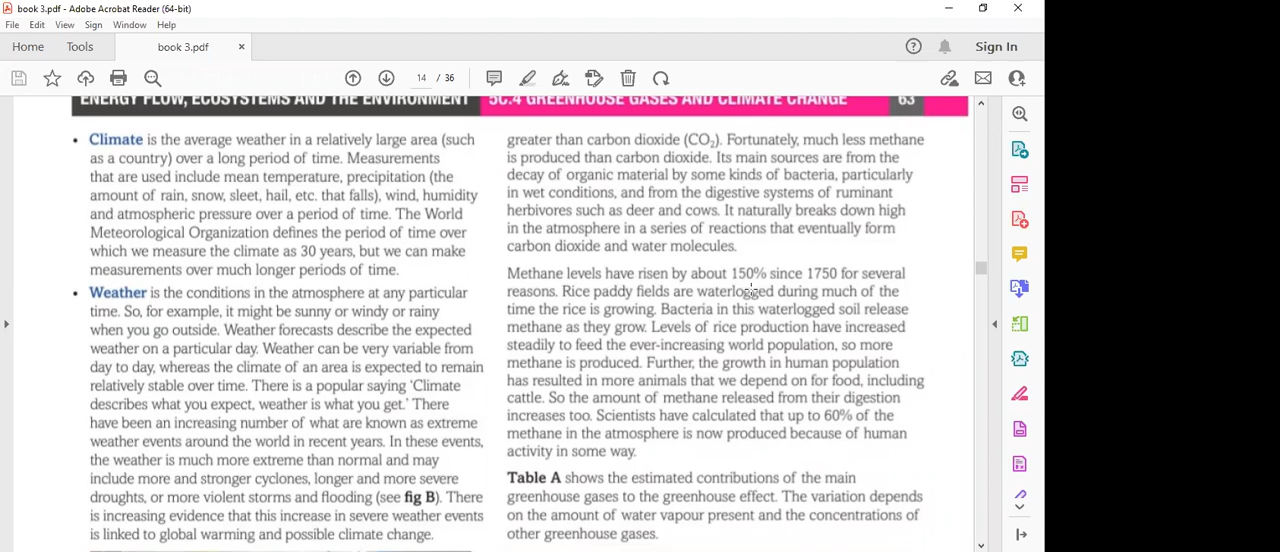 book 3.pdf - Adobe Acrobat Reader (64-bit)
File Edit View Sign Window Help
Home Tools book 3.pdf × Sign In
14 / 36
ENERGY FLOW, ECOSYSTEMS AND THE ENVIRONMENT 5C.4 GREENHOUSE GASES AND CLIMATE CHANGE 63
• Climate is the average weather in a relatively large area (such
as a country) over a long period of time. Measurements
that are used include mean temperature, precipitation (the
amount of rain, snow, sleet, hail, etc. that falls), wind, humidity
and atmospheric pressure over a period of time. The World
Meteorological Organization defines the period of time over
which we measure the climate as 30 years, but we can make
measurements over much longer periods of time.
• Weather is the conditions in the atmosphere at any particular
time. So, for example, it might be sunny or windy or rainy
when you go outside. Weather forecasts describe the expected
weather on a particular day. Weather can be very variable from
day to day, whereas the climate of an area is expected to remain
relatively stable over time. There is a popular saying ‘Climate
describes what you expect, weather is what you get.’ There
have been an increasing number of what are known as extreme
weather events around the world in recent years. In these events,
the weather is much more extreme than normal and may
include more and stronger cyclones, longer and more severe
droughts, or more violent storms and flooding (see fig B). There
is increasing evidence that this increase in severe weather events
is linked to global warming and possible climate change.
greater than carbon dioxide (CO₂). Fortunately, much less methane
is produced than carbon dioxide. Its main sources are from the
decay of organic material by some kinds of bacteria, particularly
in wet conditions, and from the digestive systems of ruminant
herbivores such as deer and cows. It naturally breaks down high
in the atmosphere in a series of reactions that eventually form
carbon dioxide and water molecules.
Methane levels have risen by about 150% since 1750 for several
reasons. Rice paddy fields are waterlogged during much of the
time the rice is growing. Bacteria in this waterlogged soil release
methane as they grow. Levels of rice production have increased
steadily to feed the ever-increasing world population, so more
methane is produced. Further, the growth in human population
has resulted in more animals that we depend on for food, including
cattle. So the amount of methane released from their digestion
increases too. Scientists have calculated that up to 60% of the
methane in the atmosphere is now produced because of human
activity in some way.
Table A shows the estimated contributions of the main
greenhouse gases to the greenhouse effect. The variation depends
on the amount of water vapour present and the concentrations of
other greenhouse gases.